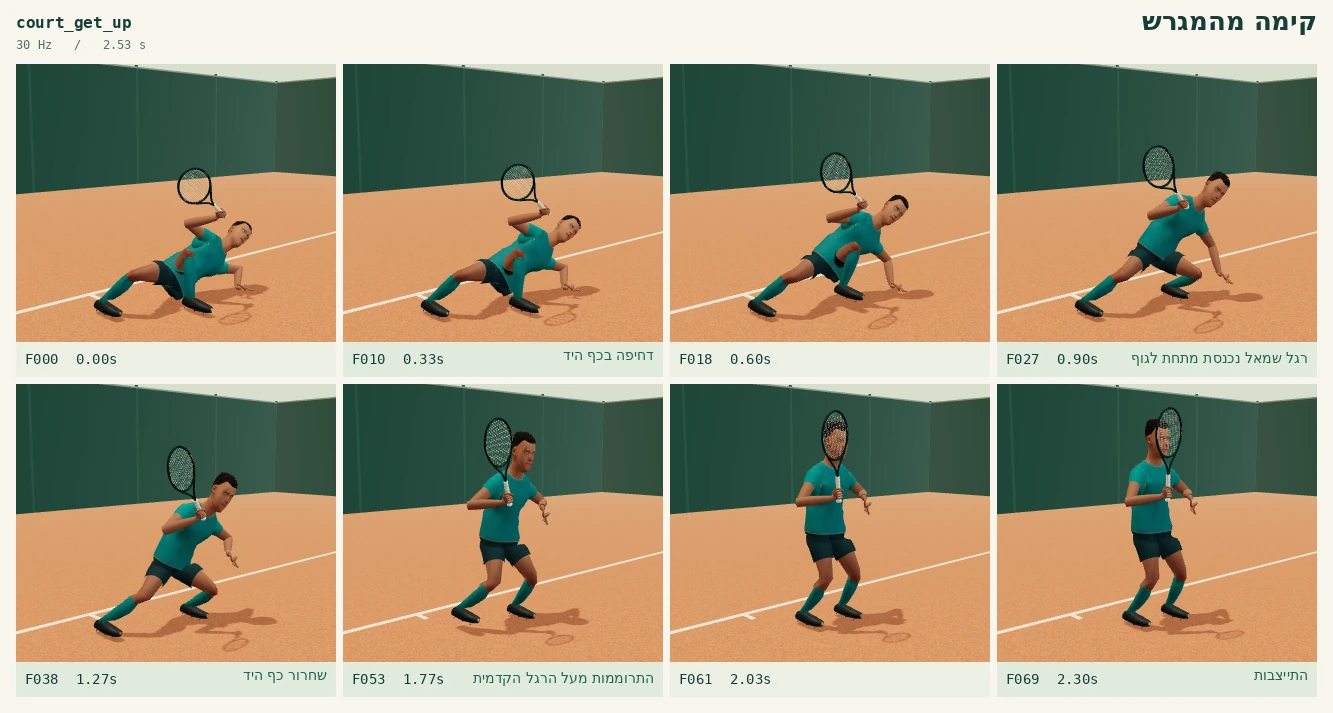 court_get_up
קימה מהמגרש
30 Hz / 2.53 s
F000 0.00s
F010 0.33s דחיפה בכף היד
F018 0.60s
F027 0.90s רגל שמאל נכנסת מתחת לגוף
F038 1.27s שחרור כף היד
F053 1.77s התרוממות מעל הרגל הקדמית
F061 2.03s
F069 2.30s התייצבות